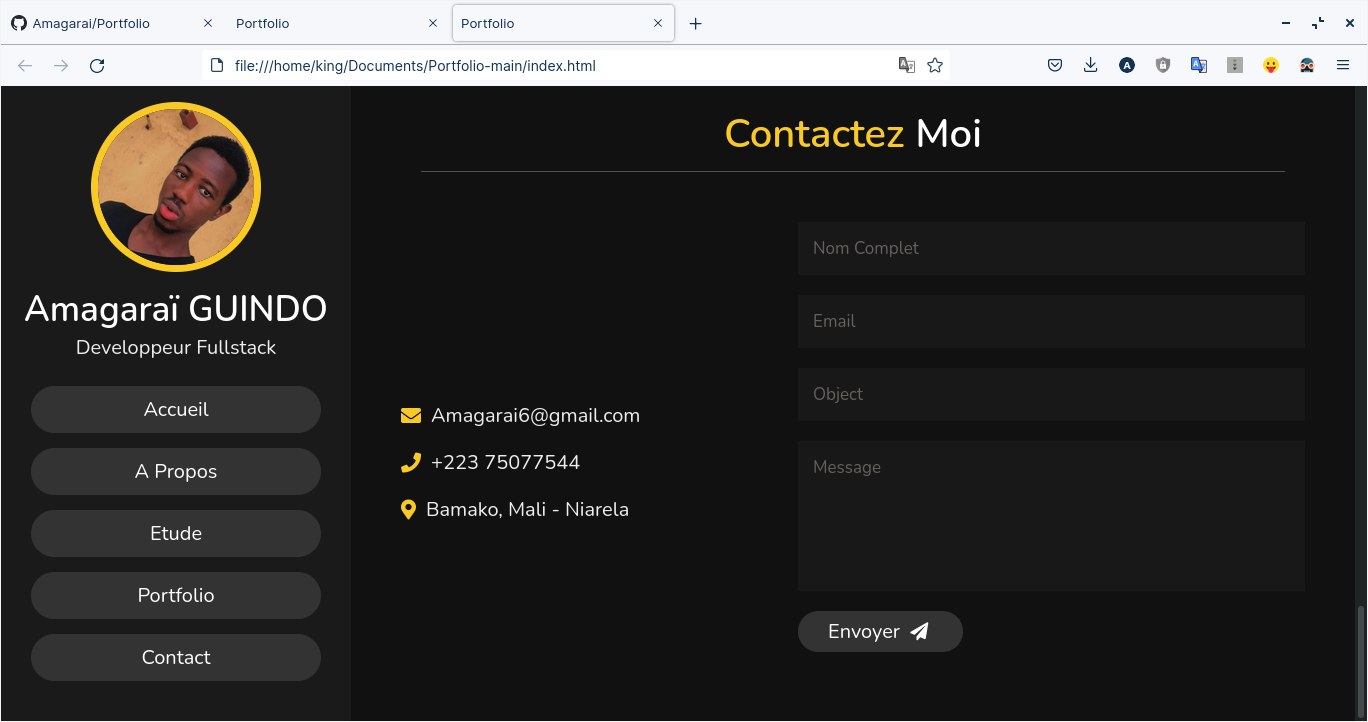 Amagarai/Portfolio
Portfolio
Portfolio
file:///home/king/Documents/Portfolio-main/index.html
Amagaraï GUINDO
Developpeur Fullstack
Accueil
A Propos
Etude
Portfolio
Contact
Contactez Moi
Amagarai6@gmail.com
+223 75077544
Bamako, Mali - Niarela
Nom Complet
Email
Object
Message
Envoyer